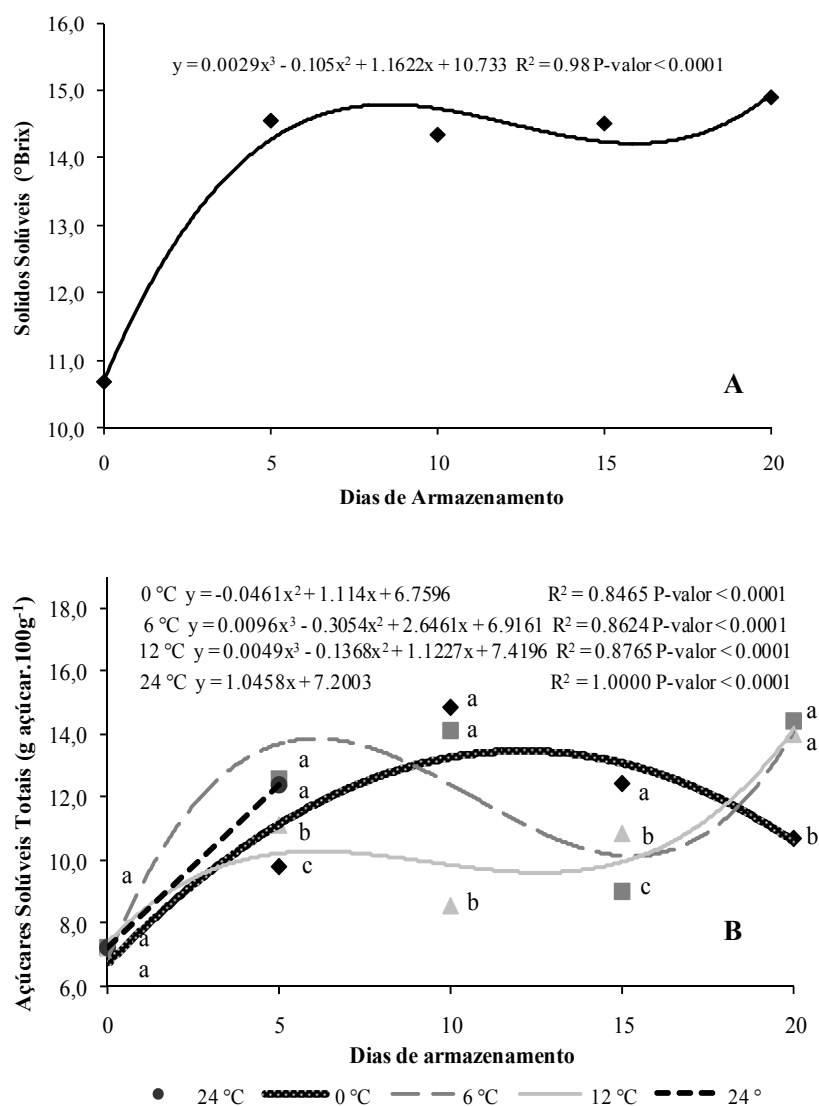 16,0
y = 0.0029x³ - 0.105x² + 1.1622x + 10.733 R² = 0.98 P-valor < 0.0001
15,0
14,0
13,0
12,0
11,0
10,0
Solidos Solúveis (°Brix)
A
0 5 10 15 20
Dias de Armazenamento
0 °C y = -0.0461x² + 1.114x + 6.7596 R² = 0.8465 P-valor < 0.0001
6 °C y = 0.0096x³ - 0.3054x² + 2.6461x + 6.9161 R² = 0.8624 P-valor < 0.0001
12 °C y = 0.0049x³ - 0.1368x² + 1.1227x + 7.4196 R² = 0.8765 P-valor < 0.0001
24 °C y = 1.0458x + 7.2003 R² = 1.0000 P-valor < 0.0001
18,0
16,0
14,0
12,0
10,0
8,0
6,0
Açúcares Solúveis Totais (g açúcar.100g⁻¹)
a
a
a
a
a
b
c
a
a
b
a
b
c
a
a
b
B
0 5 10 15 20
Dias de armazenamento
24 °C 0 °C 6 °C 12 °C 24 °